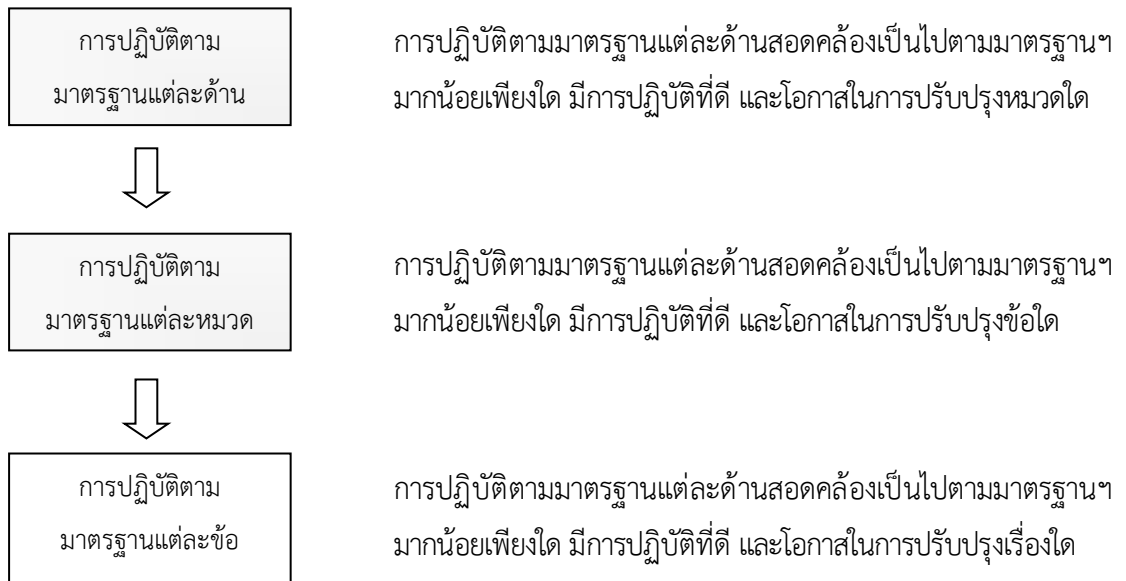 การปฏิบัติตาม
มาตรฐานแต่ละด้าน
การปฏิบัติตามมาตรฐานแต่ละด้านสอดคล้องเป็นไปตามมาตรฐานฯ
มากน้อยเพียงใด มีการปฏิบัติที่ดี และโอกาสในการปรับปรุงหมวดใด
การปฏิบัติตาม
มาตรฐานแต่ละหมวด
การปฏิบัติตามมาตรฐานแต่ละด้านสอดคล้องเป็นไปตามมาตรฐานฯ
มากน้อยเพียงใด มีการปฏิบัติที่ดี และโอกาสในการปรับปรุงข้อใด
การปฏิบัติตาม
มาตรฐานแต่ละข้อ
การปฏิบัติตามมาตรฐานแต่ละด้านสอดคล้องเป็นไปตามมาตรฐานฯ
มากน้อยเพียงใด มีการปฏิบัติที่ดี และโอกาสในการปรับปรุงเรื่องใด